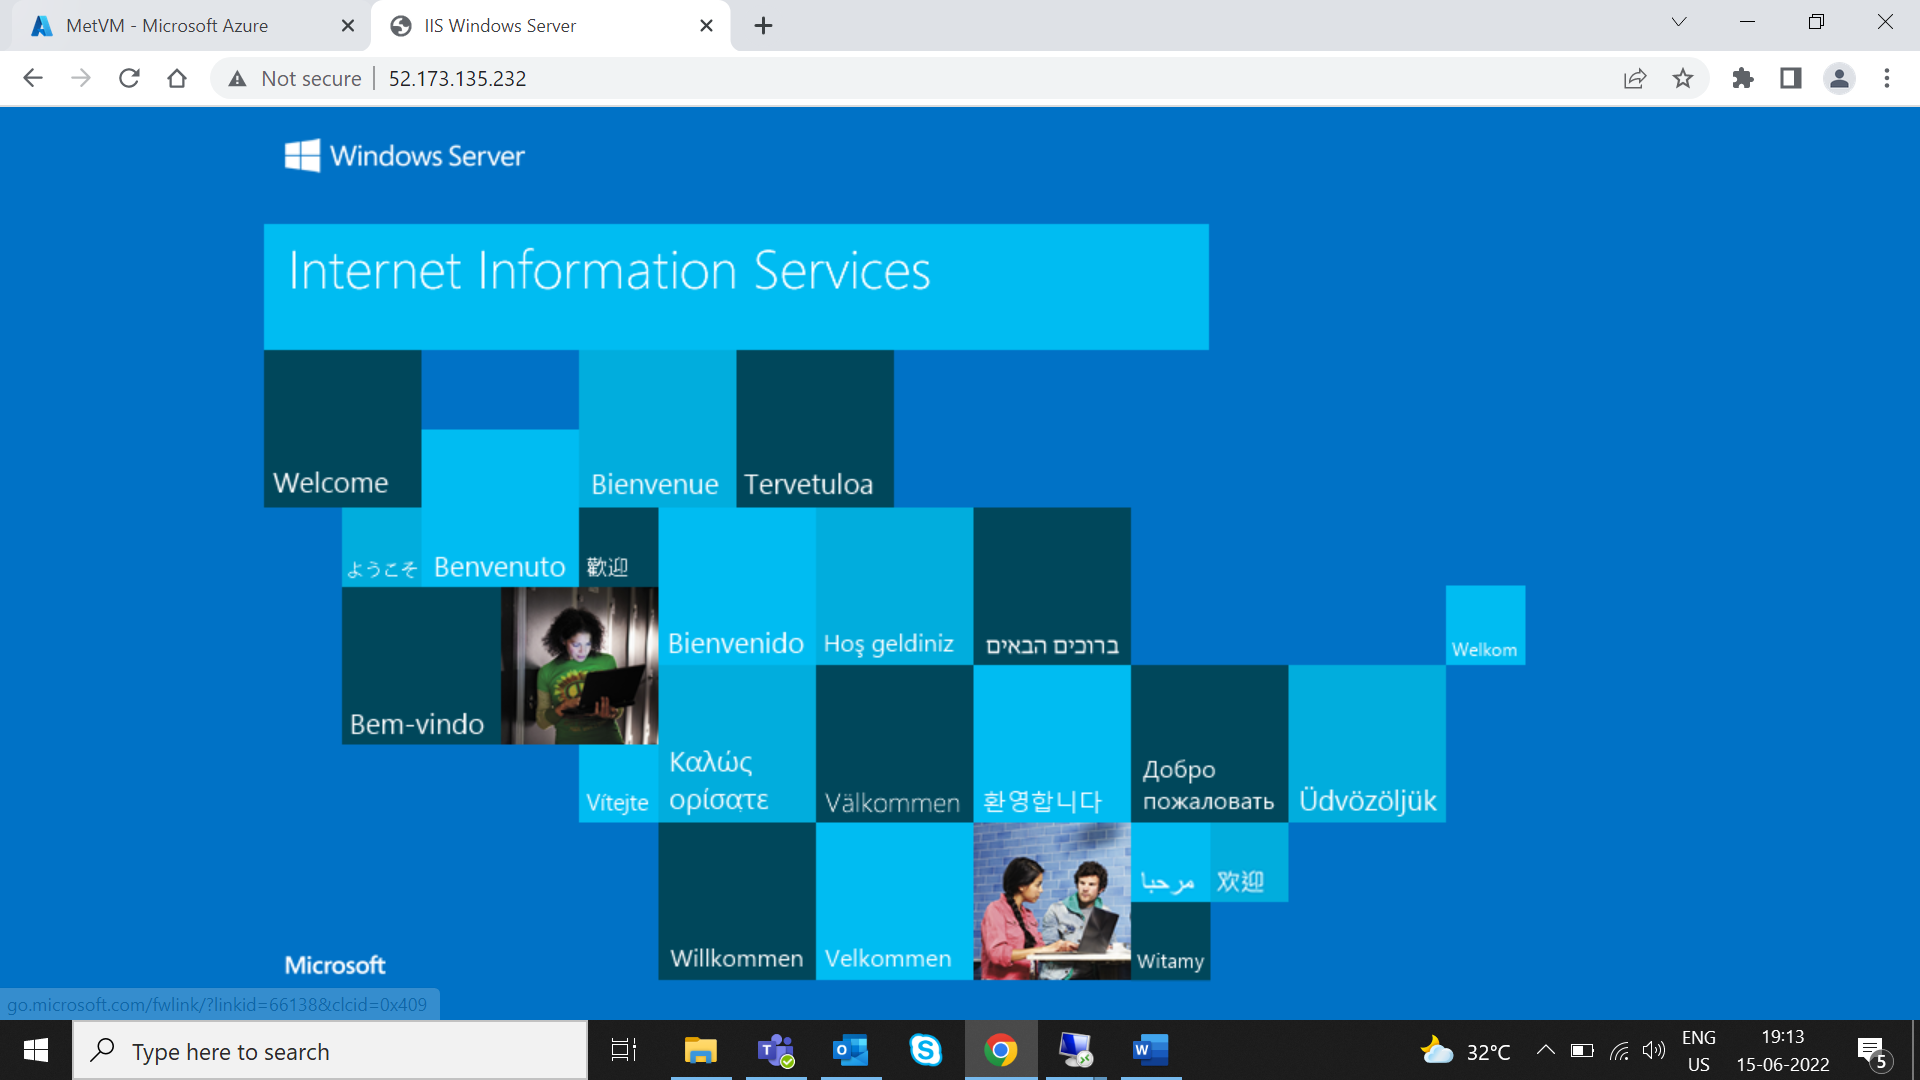 MetVM - Microsoft Azure
IIS Windows Server
Not secure
52.173.135.232
Windows Server
Internet Information Services
Welcome
Bienvenue
Tervetuloa
ようこそ
Benvenuto
歡迎
Bienvenido
Hoş geldiniz
ברוכים הבאים
Welkom
Bem-vindo
Vítejte
Καλώς
ορίσατε
Välkommen
환영합니다
Добро
пожаловать
Üdvözöljük
مرحبا
欢迎
Willkommen
Velkommen
Witamy
Microsoft
go.microsoft.com/fwlink/?linkid=66138&clcid=0x409
Type here to search
32°C
ENG
US
19:13
15-06-2022
5